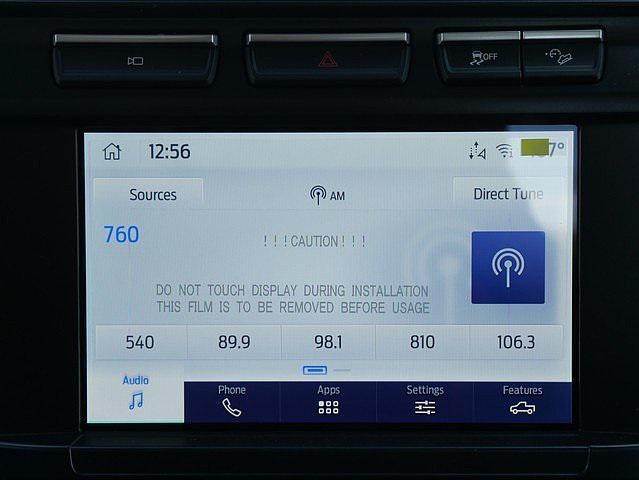 OFF
12:56
7°
Sources
AM
Direct Tune
760
!!!CAUTION!!!
DO NOT TOUCH DISPLAY DURING INSTALLATION
THIS FILM IS TO BE REMOVED BEFORE USAGE
540 89.9 98.1 810 106.3
Audio Phone Apps Settings Features